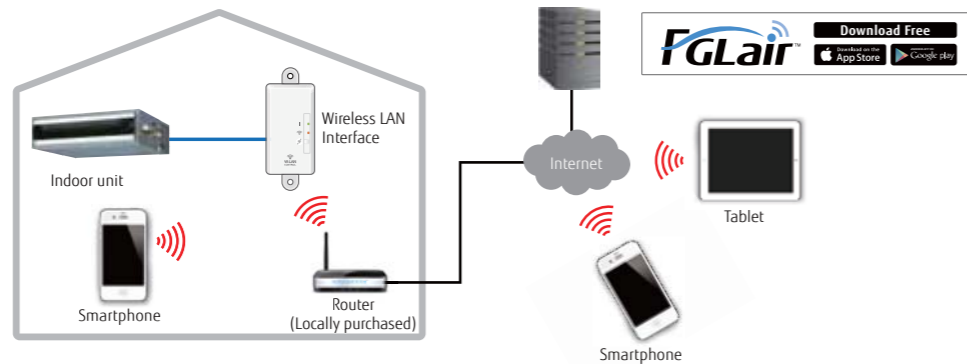 FGLair™
Download Free
Download on the
App Store
Google play
Wireless LAN
Interface
Indoor unit
Internet
Tablet
Smartphone
Router
(Locally purchased)
Smartphone